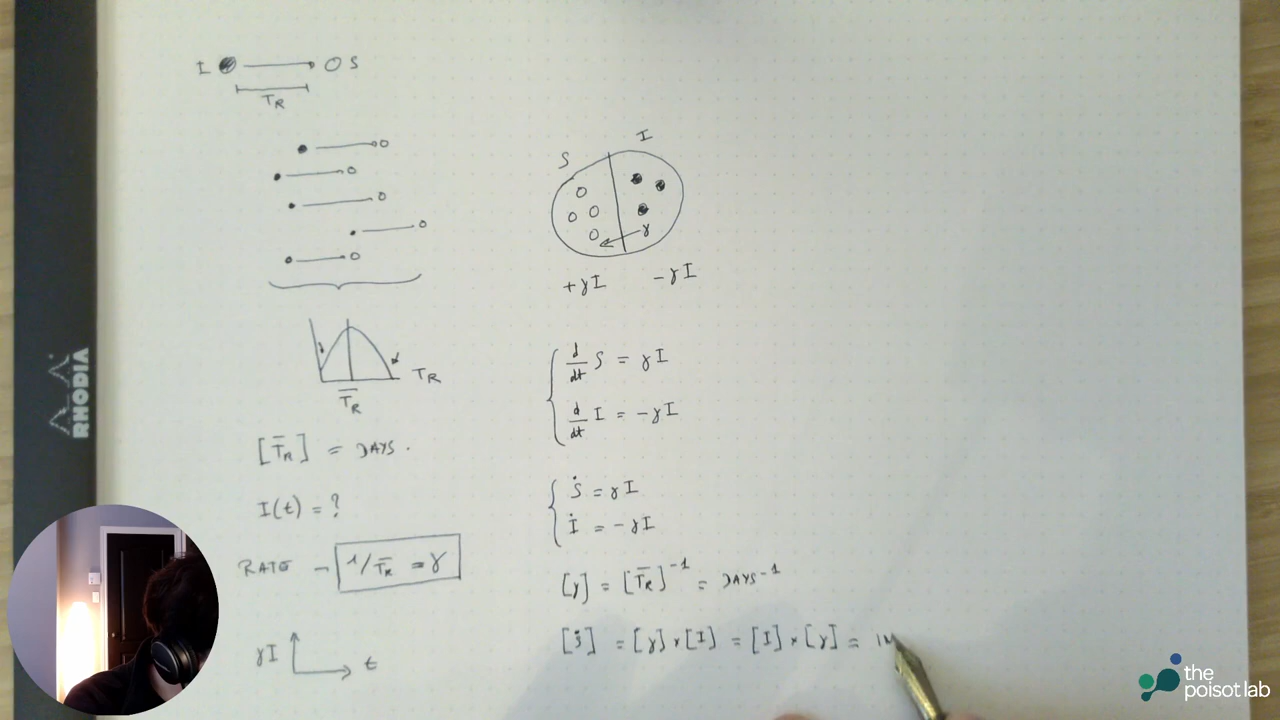 I S
T_R
T_R
T̄_R
[T̄_R] = DAYS.
I(t) = ?
RATE → 1/T̄_R = γ
γI t
S I
γ
+γI -γI
d/dt S = γI
d/dt I = -γI
Ṡ = γI
İ = -γI
[γ] = [T̄_R]^-1 = DAYS^-1
[Ṡ] = [γ] × [I] = [I] × [γ] = IN
RHODIA
the
poisot lab